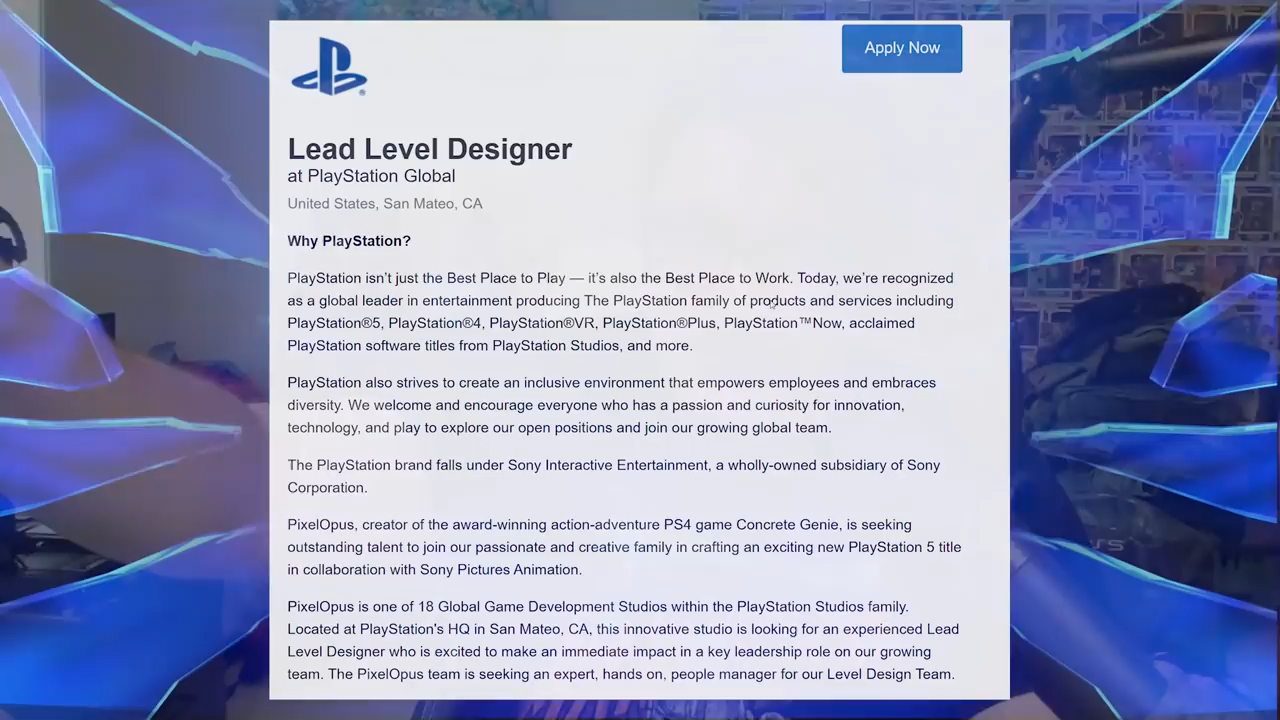 Apply Now
Lead Level Designer
at PlayStation Global
United States, San Mateo, CA
Why PlayStation?
PlayStation isn't just the Best Place to Play — it's also the Best Place to Work. Today, we're recognized
as a global leader in entertainment producing The PlayStation family of products and services including
PlayStation®5, PlayStation®4, PlayStation®VR, PlayStation®Plus, PlayStation™Now, acclaimed
PlayStation software titles from PlayStation Studios, and more.
PlayStation also strives to create an inclusive environment that empowers employees and embraces
diversity. We welcome and encourage everyone who has a passion and curiosity for innovation,
technology, and play to explore our open positions and join our growing global team.
The PlayStation brand falls under Sony Interactive Entertainment, a wholly-owned subsidiary of Sony
Corporation.
PixelOpus, creator of the award-winning action-adventure PS4 game Concrete Genie, is seeking
outstanding talent to join our passionate and creative family in crafting an exciting new PlayStation 5 title
in collaboration with Sony Pictures Animation.
PixelOpus is one of 18 Global Game Development Studios within the PlayStation Studios family.
Located at PlayStation's HQ in San Mateo, CA, this innovative studio is looking for an experienced Lead
Level Designer who is excited to make an immediate impact in a key leadership role on our growing
team. The PixelOpus team is seeking an expert, hands on, people manager for our Level Design Team.